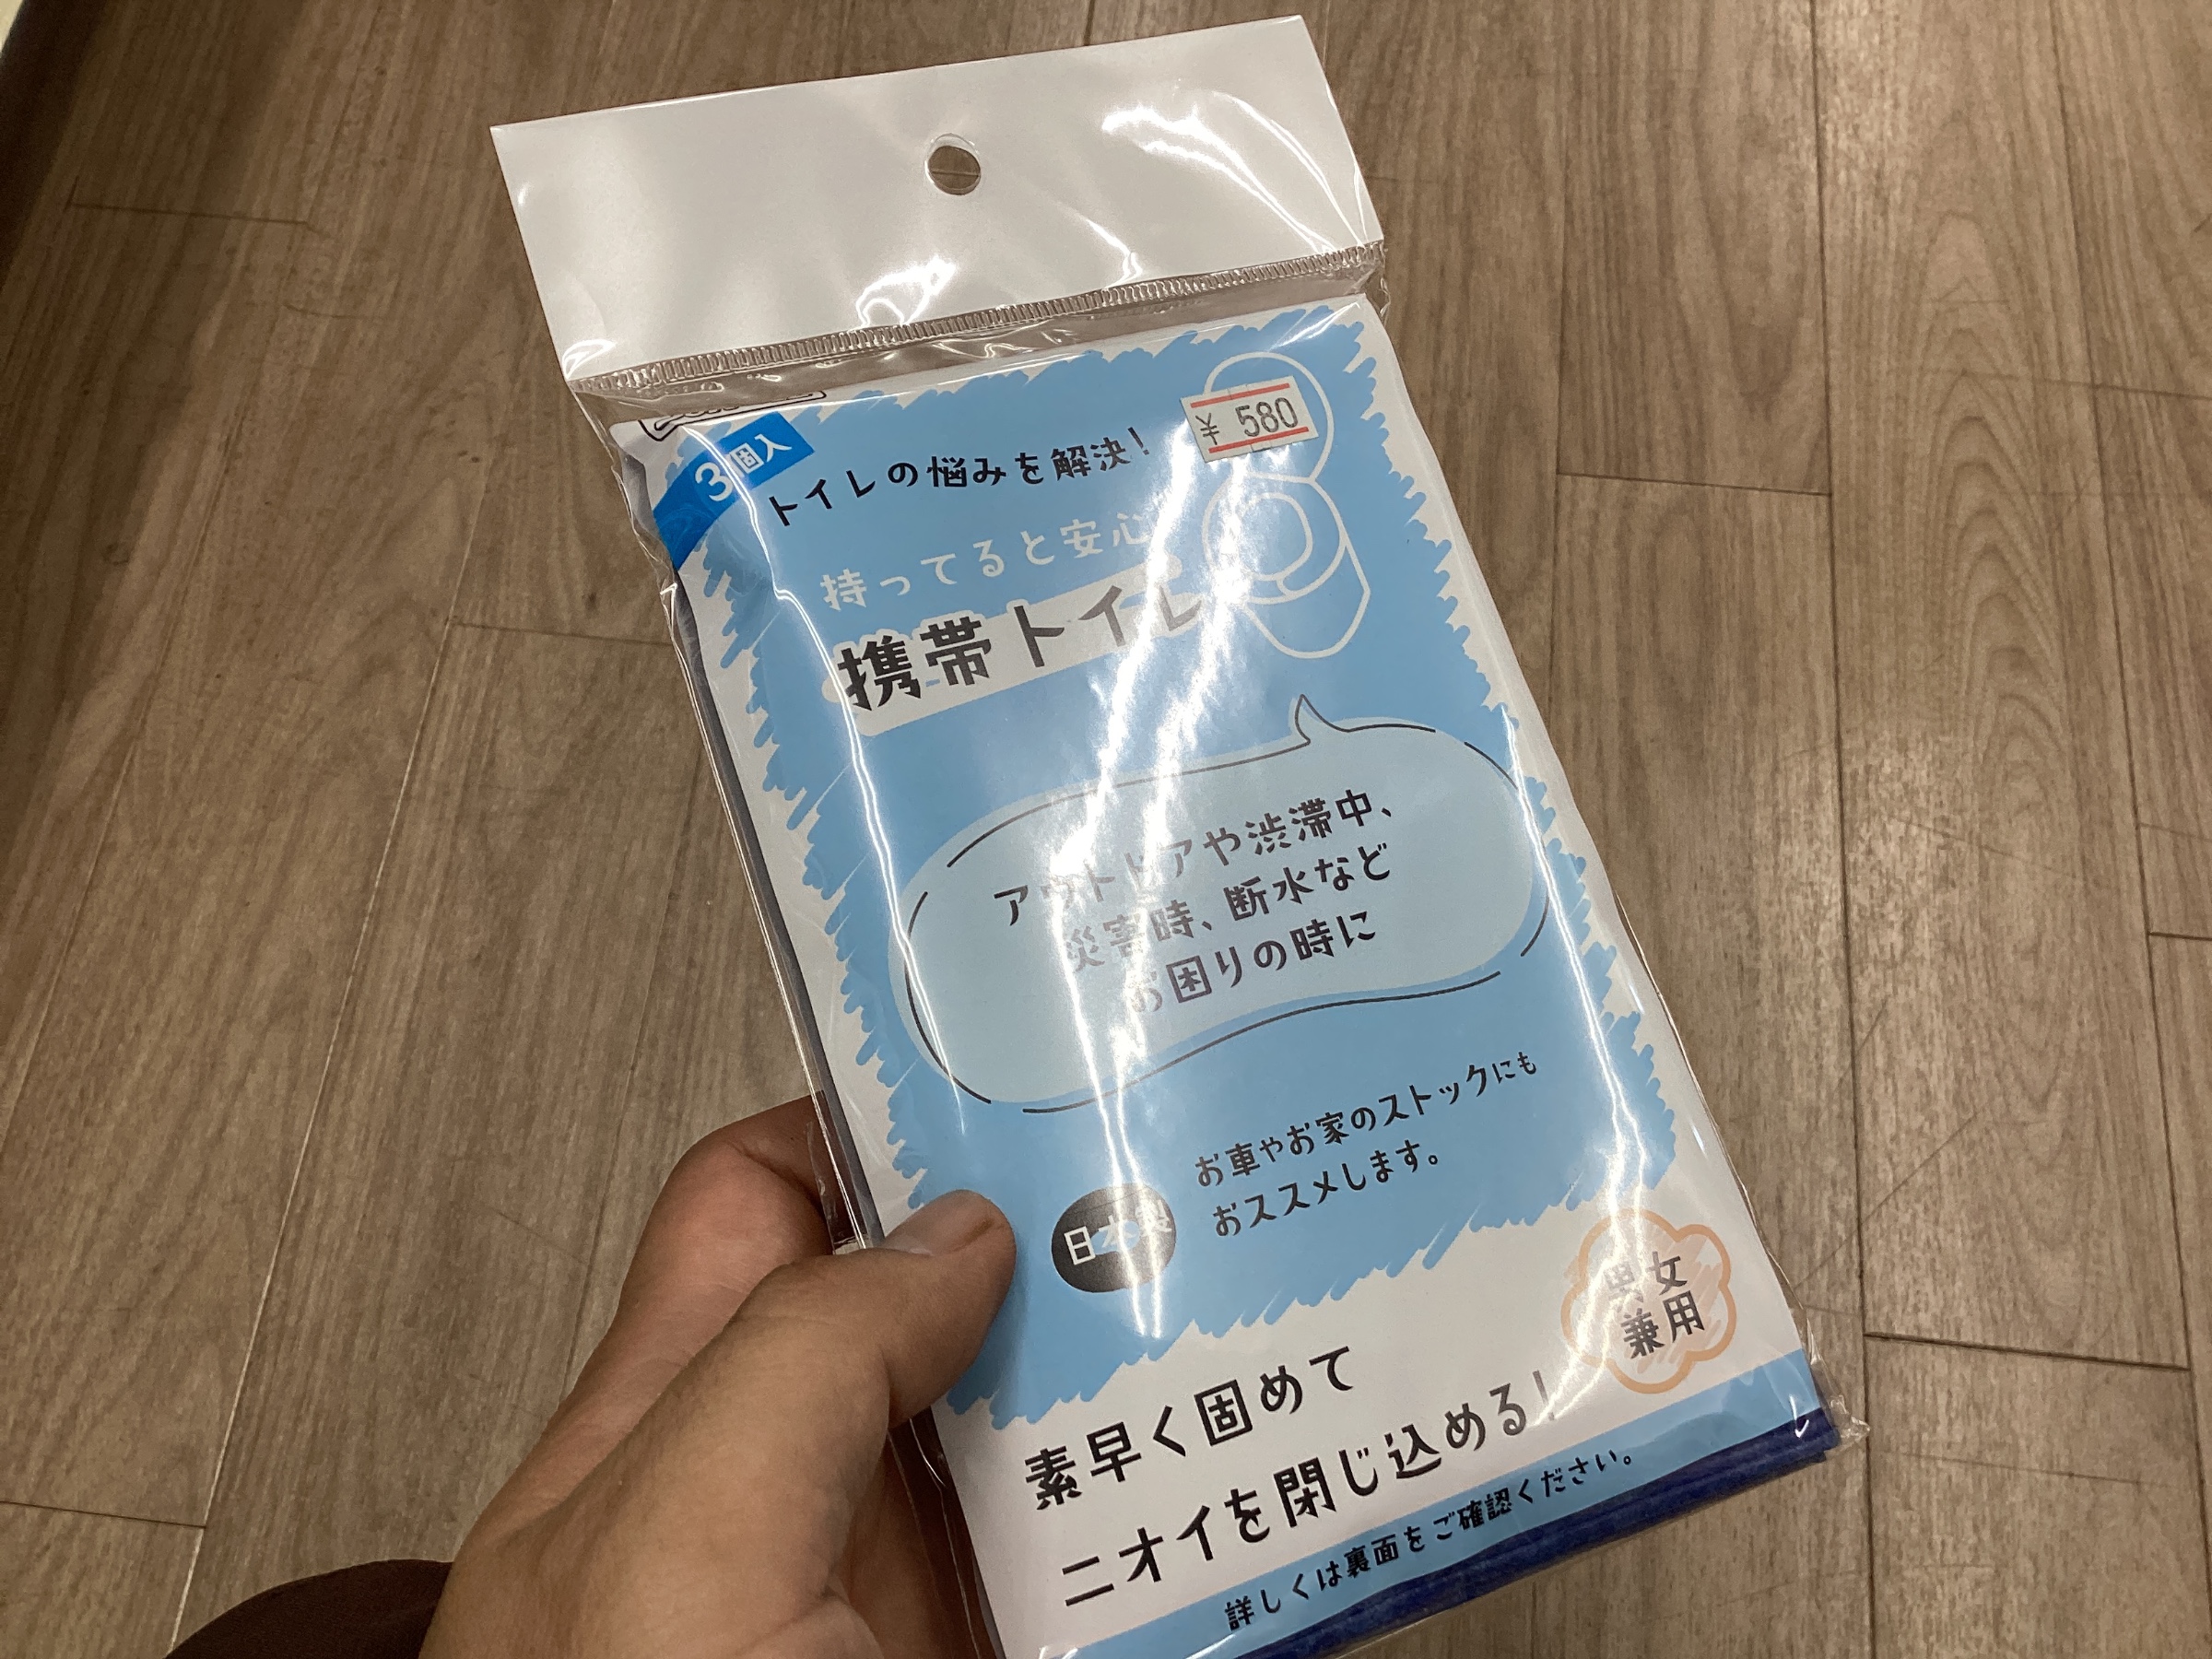 3個入
¥ 580
トイレの悩みを解決!
持ってると安心
携帯トイレ
アウトドアや渋滞中、
災害時、断水など
お困りの時に
お車やお家のストックにも
おススメします。
日本製
男女
兼用
素早く固めて
ニオイを閉じ込める!
詳しくは裏面をご確認ください。